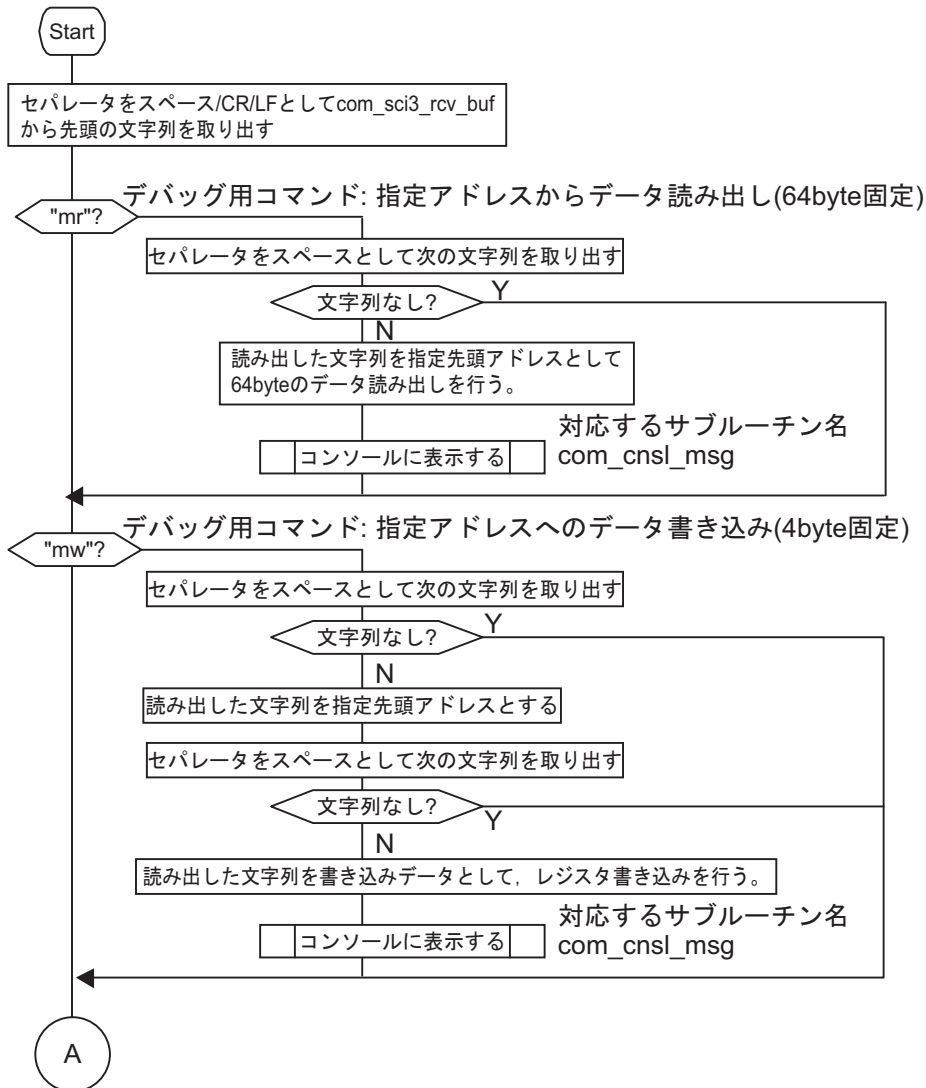 Start
セパレータをスペース/CR/LFとしてcom_sci3_rcv_buf
から先頭の文字列を取り出す
デバッグ用コマンド: 指定アドレスからデータ読み出し(64byte固定)
"mr"?
セパレータをスペースとして次の文字列を取り出す
文字列なし?
Y
N
読み出した文字列を指定先頭アドレスとして
64byteのデータ読み出しを行う。
対応するサブルーチン名
コンソールに表示する
com_cnsl_msg
デバッグ用コマンド: 指定アドレスへのデータ書き込み(4byte固定)
"mw"?
セパレータをスペースとして次の文字列を取り出す
文字列なし?
Y
N
読み出した文字列を指定先頭アドレスとする
セパレータをスペースとして次の文字列を取り出す
文字列なし?
Y
N
読み出した文字列を書き込みデータとして，レジスタ書き込みを行う。
対応するサブルーチン名
コンソールに表示する
com_cnsl_msg
A